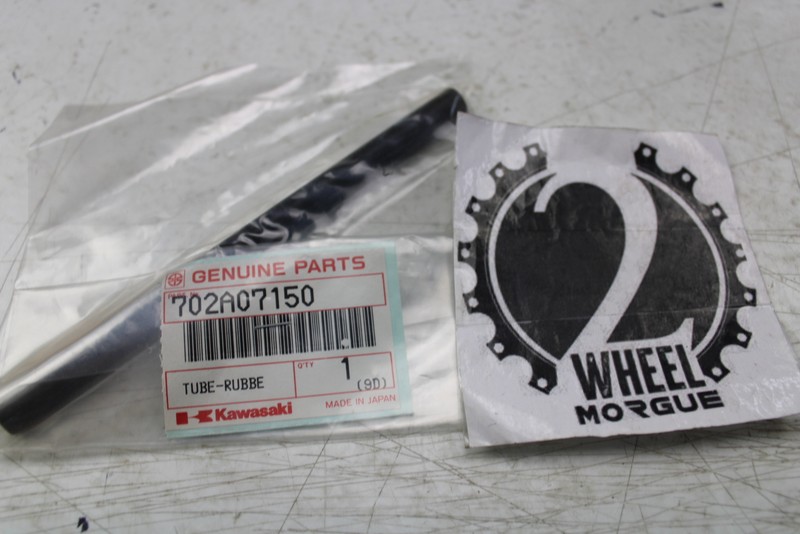 GENUINE PARTS
702A07150
TUBE-RUBBE
Q'TY
1
(9D)
Kawasaki
MADE IN JAPAN
2
WHEEL
MORGUE